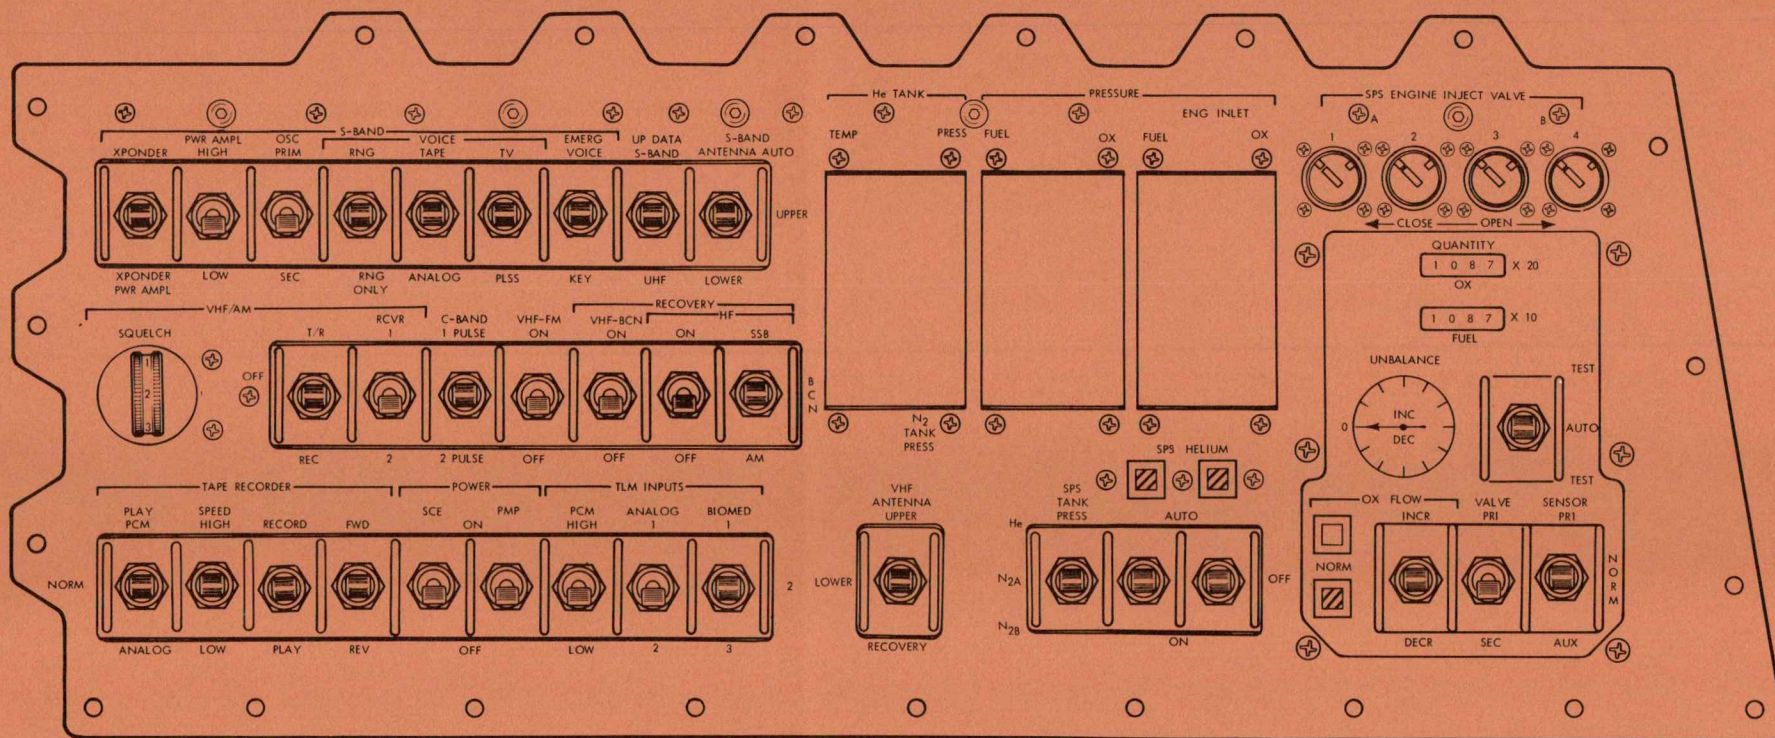 He TANK
PRESSURE
SPS ENGINE INJECT VALVE
TEMP
PRESS
FUEL
OX
ENG INLET
FUEL
OX
A
B
1 2 3 4
CLOSE OPEN
S-BAND
XPONDER
PWR AMPL
HIGH
OSC
PRIM
VOICE
RNG
TAPE
TV
EMERG
VOICE
UP DATA
S-BAND
S-BAND
ANTENNA AUTO
UPPER
XPONDER
PWR AMPL
LOW
SEC
RNG
ONLY
ANALOG
PLSS
KEY
UHF
LOWER
VHF/AM
SQUELCH
1
2
3
OFF
T/R
RCVR
1
C-BAND
1 PULSE
VHF-FM
ON
RECOVERY
VHF-BCN
ON
HF
ON
SSB
B
C
N
REC
2
2 PULSE
OFF
OFF
OFF
AM
N2
TANK
PRESS
TAPE RECORDER
POWER
TLM INPUTS
PLAY
PCM
SPEED
HIGH
RECORD
FWD
SCE
PMP
ON
PCM
HIGH
ANALOG
1
BIOMED
1
NORM
2
ANALOG
LOW
PLAY
REV
OFF
LOW
2
3
VHF
ANTENNA
UPPER
LOWER
RECOVERY
SPS HELIUM
SPS
TANK
PRESS
AUTO
He
N2A
N2B
OFF
ON
QUANTITY
1 0 8 7 X 20
OX
1 0 8 7 X 10
FUEL
UNBALANCE
INC
0
DEC
TEST
AUTO
TEST
OX FLOW
INCR
VALVE
PRI
SENSOR
PRI
NORM
N
O
R
M
DECR
SEC
AUX